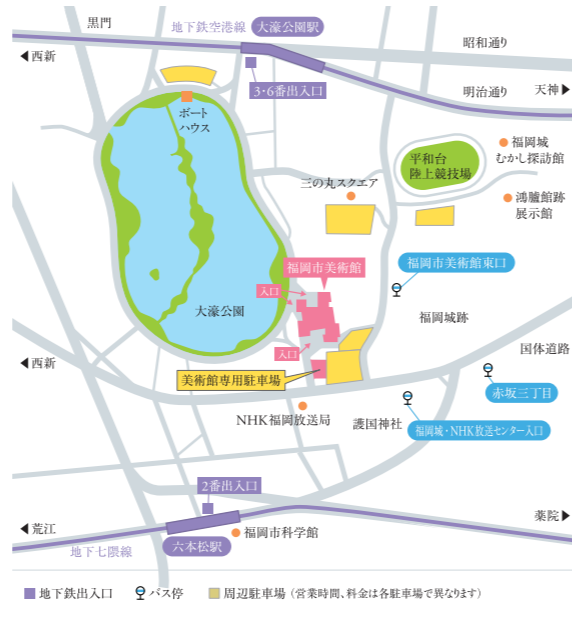 黒門
地下鉄空港線
大濠公園駅
昭和通り
◀西新
3・6番出入口
明治通り
天神▶
ボート
ハウス
福岡城
むかし探訪館
平和台
陸上競技場
三の丸スクエア
鴻臚館跡
展示館
福岡市美術館
福岡市美術館東口
入口
大濠公園
福岡城跡
入口
国体道路
◀西新
美術館専用駐車場
赤坂三丁目
NHK福岡放送局
護国神社
福岡城・NHK放送センター入口
2番出入口
薬院▶
◀荒江
福岡市科学館
地下七隈線
六本松駅
地下鉄出入口
バス停
周辺駐車場（営業時間、料金は各駐車場で異なります）